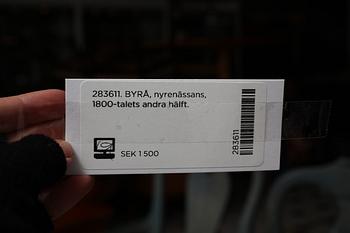 283611. BYRÅ, nyrenässans,
1800-talets andra hälft.
SEK 1 500
283611